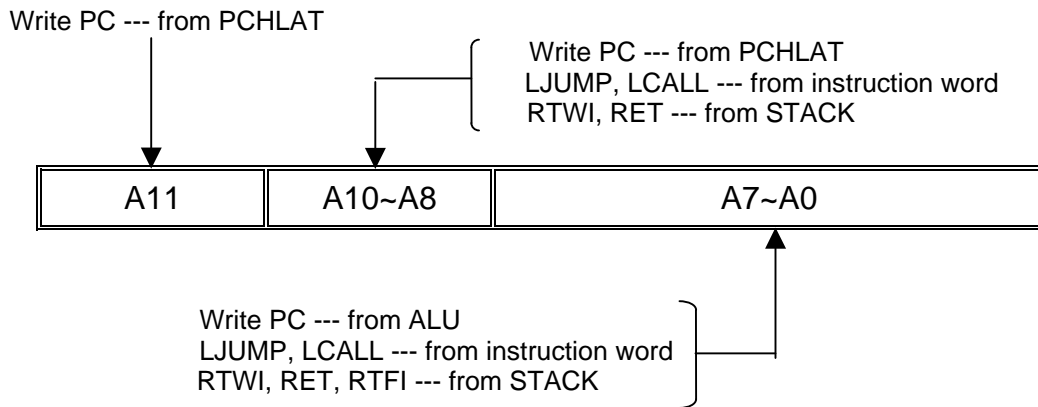 Write PC --- from PCHLAT
Write PC --- from PCHLAT
LJUMP, LCALL --- from instruction word
RTWI, RET --- from STACK
A11 A10~A8 A7~A0
Write PC --- from ALU
LJUMP, LCALL --- from instruction word
RTWI, RET, RTFI --- from STACK